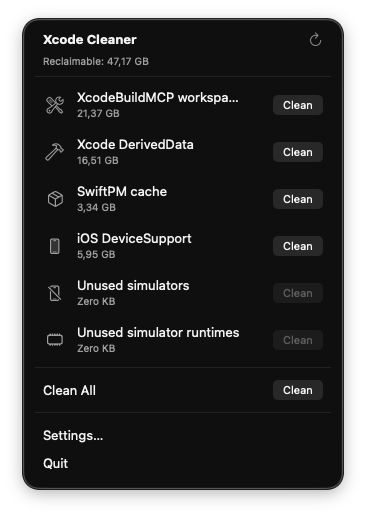 Xcode Cleaner
Reclaimable: 47,17 GB
XcodeBuildMCP workspa...
21,37 GB
Clean
Xcode DerivedData
16,51 GB
Clean
SwiftPM cache
3,34 GB
Clean
iOS DeviceSupport
5,95 GB
Clean
Unused simulators
Zero KB
Clean
Unused simulator runtimes
Zero KB
Clean
Clean All
Clean
Settings...
Quit